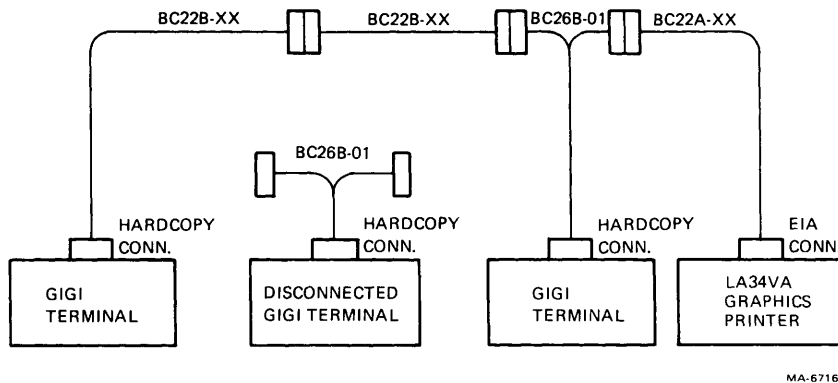 BC22B-XX
BC22B-XX
BC26B-01
BC22A-XX
BC26B-01
HARDCOPY
CONN.
HARDCOPY
CONN.
HARDCOPY
CONN.
EIA
CONN
GIGI
TERMINAL
DISCONNECTED
GIGI TERMINAL
GIGI
TERMINAL
LA34VA
GRAPHICS
PRINTER
MA-6716